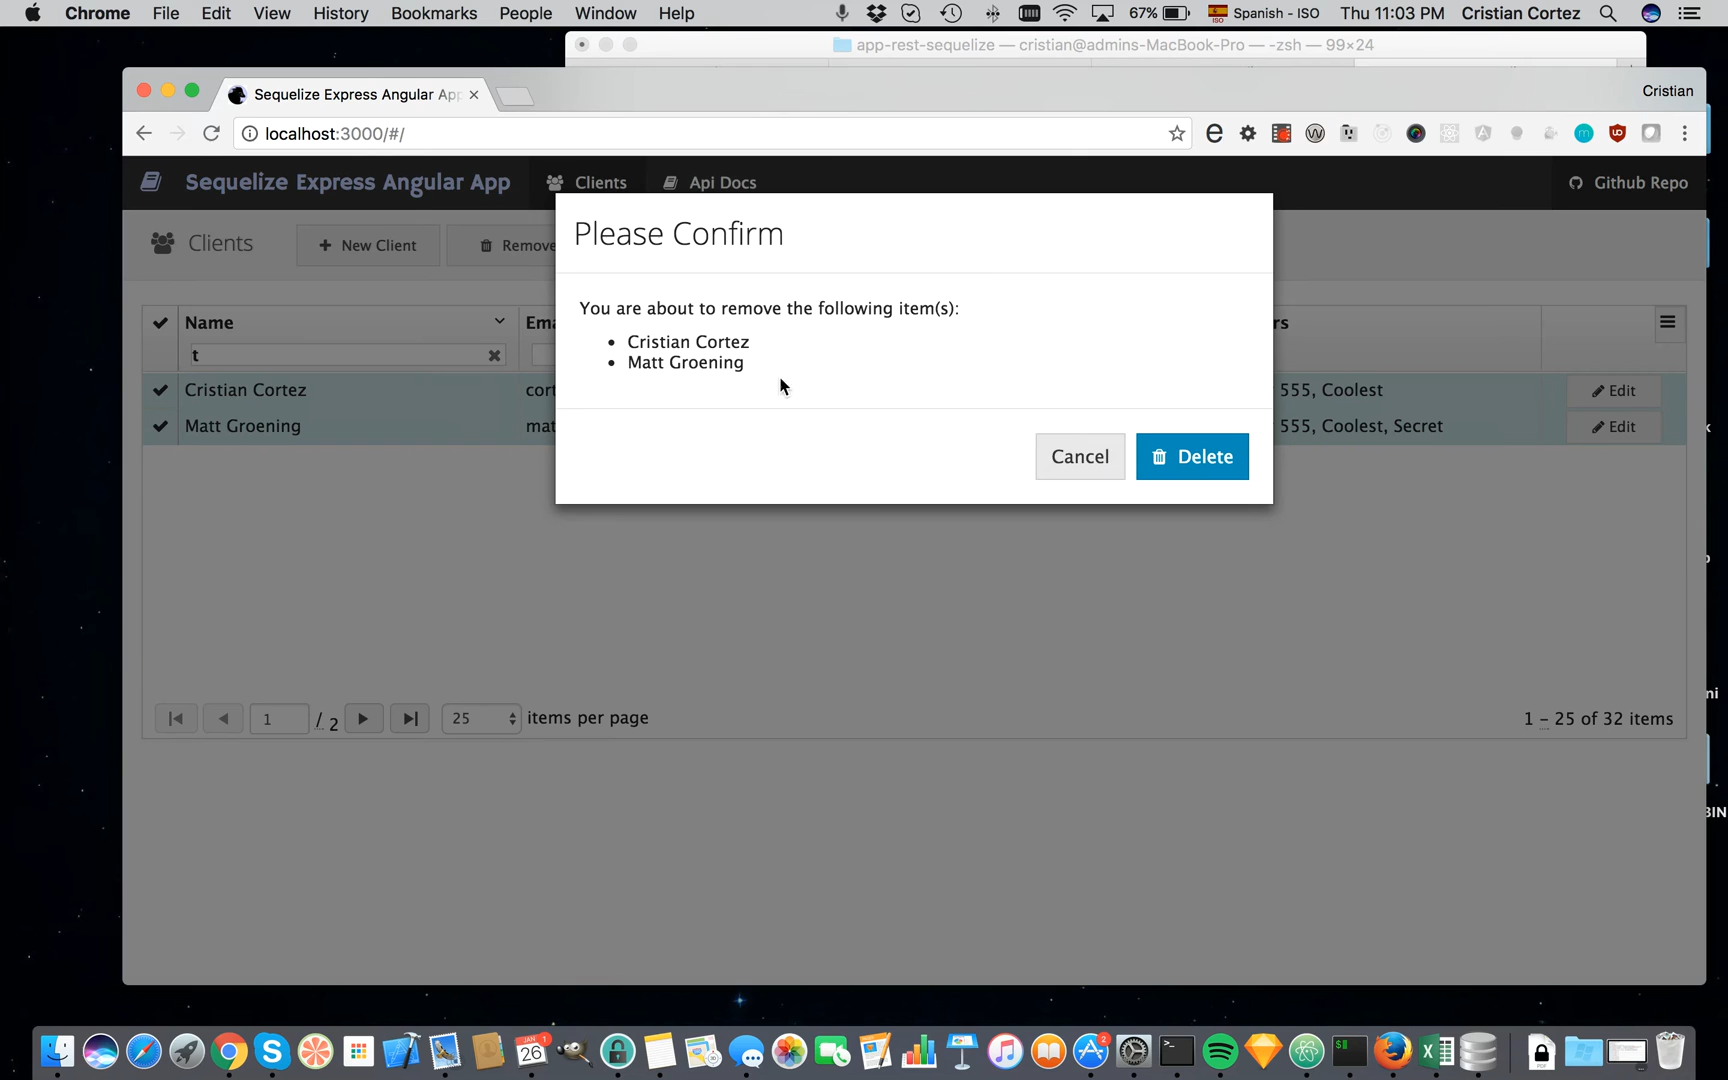 Chrome File Edit View History Bookmarks People Window Help 67% Spanish - ISO Thu 11:03 PM Cristian Cortez
app-rest-sequelize — cristian@admins-MacBook-Pro — -zsh — 99×24
Sequelize Express Angular App Cristian
localhost:3000/#/
Sequelize Express Angular App Clients Api Docs Github Repo
Please Confirm
Clients New Client Remove
You are about to remove the following item(s):
Name
t
Cristian Cortez
Matt Groening
Cristian Cortez 555, Coolest Edit
Matt Groening 555, Coolest, Secret Edit
Cancel Delete
1 / 2 25 items per page 1 - 25 of 32 items
JAN
26
2